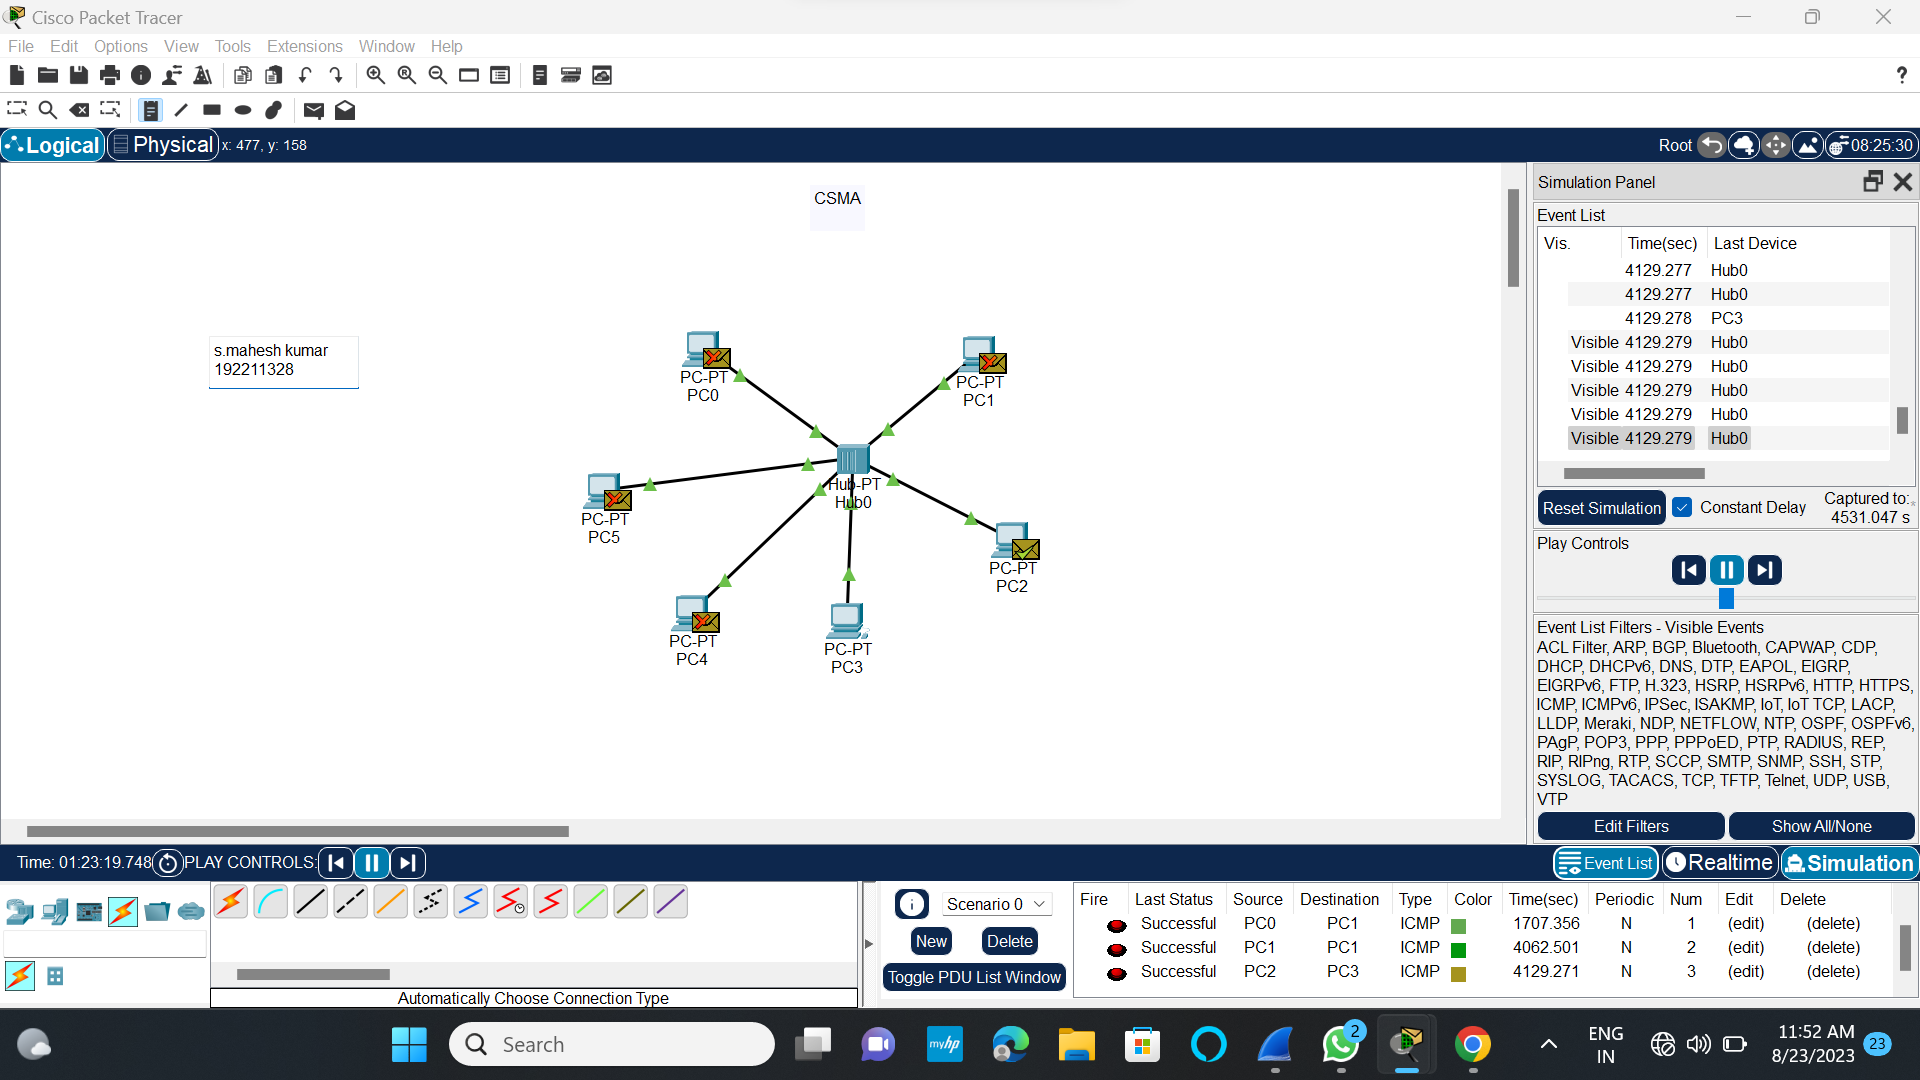 Cisco Packet Tracer
File Edit Options View Tools Extensions Window Help
?
Logical Physical x: 477, y: 158 Root 08:25:30
CSMA
s.mahesh kumar
192211328
PC-PT
PC0
PC-PT
PC1
Hub-PT
Hub0
PC-PT
PC5
PC-PT
PC2
PC-PT
PC4
PC-PT
PC3
Simulation Panel
Event List
Vis. Time(sec) Last Device
4129.277 Hub0
4129.277 Hub0
4129.278 PC3
Visible 4129.279 Hub0
Visible 4129.279 Hub0
Visible 4129.279 Hub0
Visible 4129.279 Hub0
Visible 4129.279 Hub0
Reset Simulation Constant Delay Captured to:
4531.047 s
Play Controls
Event List Filters - Visible Events
ACL Filter, ARP, BGP, Bluetooth, CAPWAP, CDP,
DHCP, DHCPv6, DNS, DTP, EAPOL, EIGRP,
EIGRPv6, FTP, H.323, HSRP, HSRPv6, HTTP, HTTPS,
ICMP, ICMPv6, IPSec, ISAKMP, IoT, IoT TCP, LACP,
LLDP, Meraki, NDP, NETFLOW, NTP, OSPF, OSPFv6,
PAgP, POP3, PPP, PPPoED, PTP, RADIUS, REP,
RIP, RIPng, RTP, SCCP, SMTP, SNMP, SSH, STP,
SYSLOG, TACACS, TCP, TFTP, Telnet, UDP, USB,
VTP
Edit Filters Show All/None
Time: 01:23:19.748 PLAY CONTROLS: Event List Realtime Simulation
Automatically Choose Connection Type
Scenario 0
New Delete
Toggle PDU List Window
Fire Last Status Source Destination Type Color Time(sec) Periodic Num Edit Delete
Successful PC0 PC1 ICMP 1707.356 N 1 (edit) (delete)
Successful PC1 PC1 ICMP 4062.501 N 2 (edit) (delete)
Successful PC2 PC3 ICMP 4129.271 N 3 (edit) (delete)
Search
myhp
2
ENG
IN
11:52 AM
8/23/2023
23